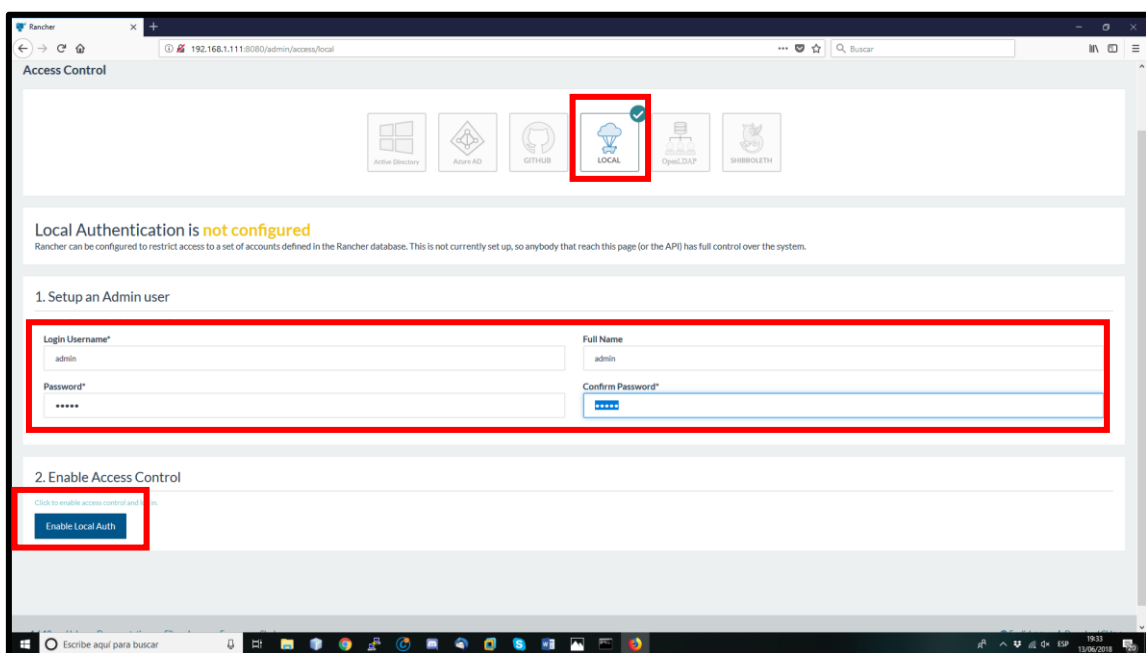 Rancher
192.168.1.111:8080/admin/access/local
Buscar
Access Control
Active Directory
Azure AD
GITHUB
LOCAL
OpenLDAP
SHIBBOLETH
Local Authentication is not configured
Rancher can be configured to restrict access to a set of accounts defined in the Rancher database. This is not currently set up, so anybody that reach this page (or the API) has full control over the system.
1. Setup an Admin user
Login Username*
Full Name
admin
admin
Password*
Confirm Password*
•••••
•••••
2. Enable Access Control
Click to enable access control and log in.
Enable Local Auth
Escribe aquí para buscar
ESP
19:33
13/06/2018